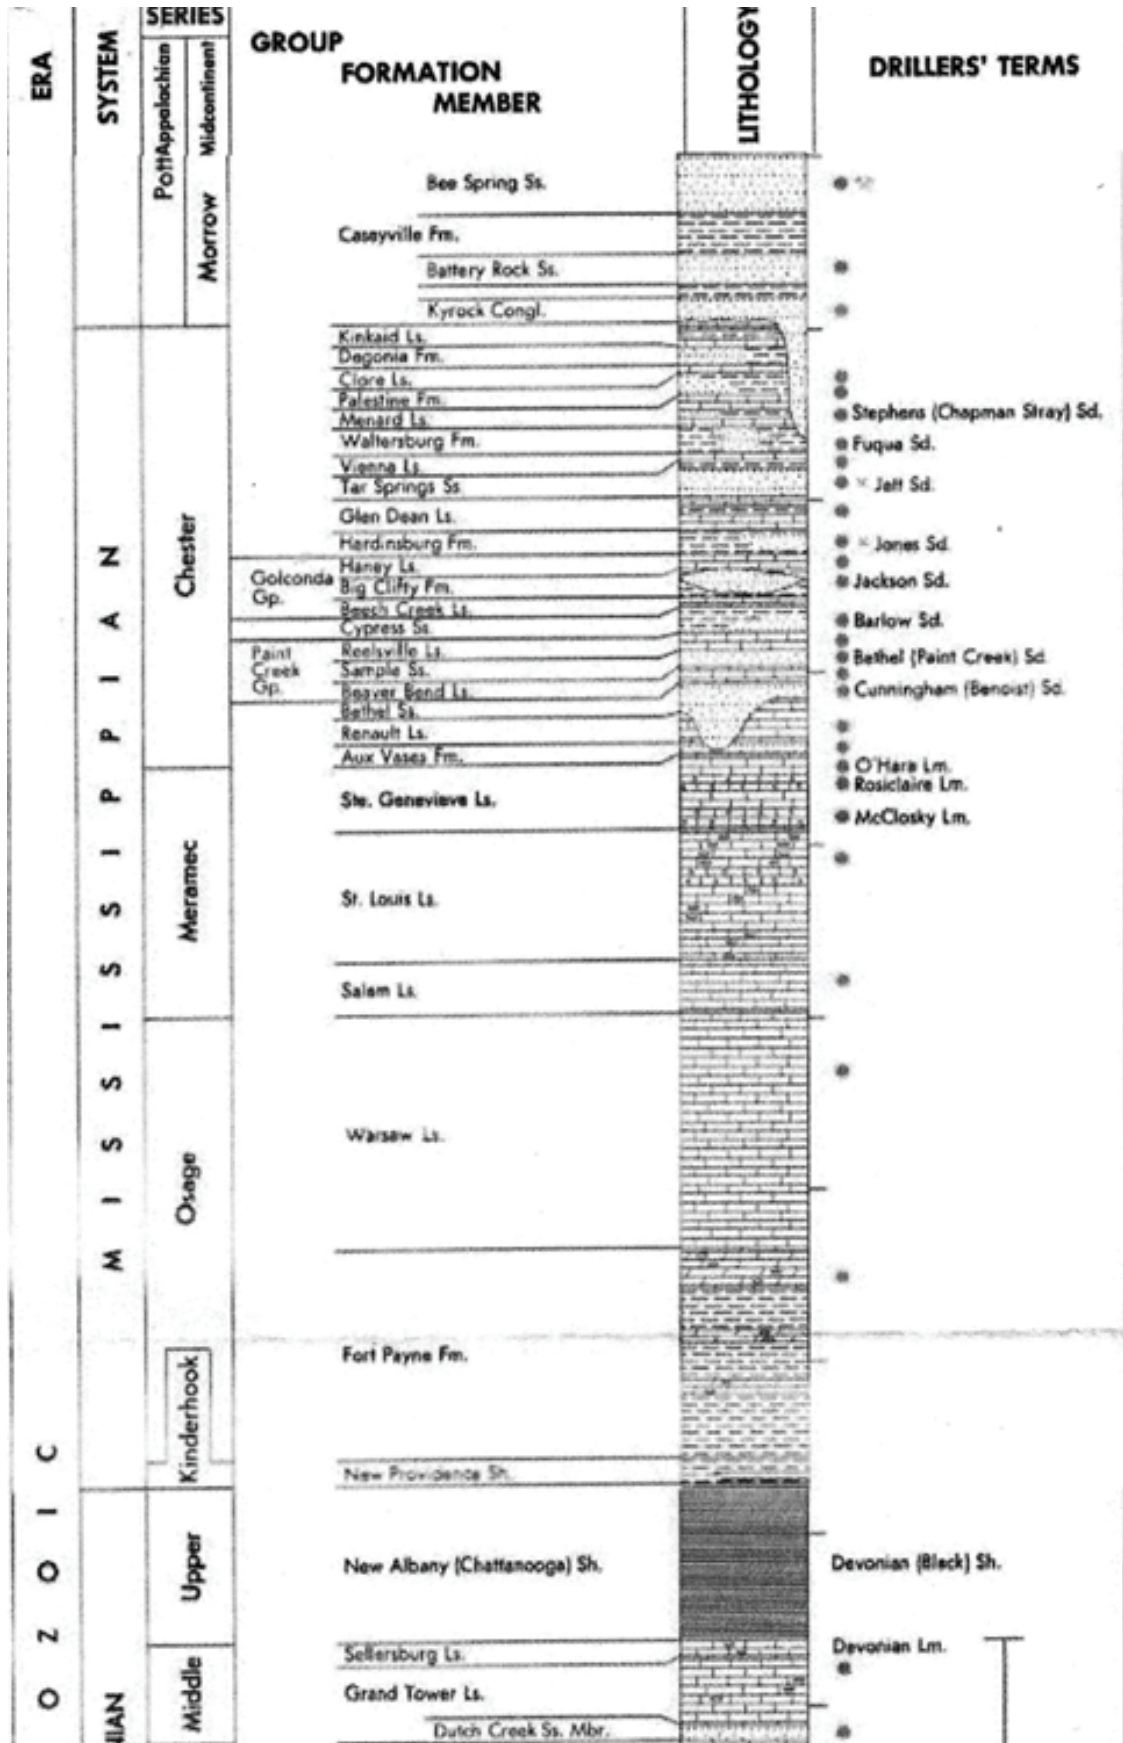 ERA
SYSTEM
SERIES
Appalachian
Midcontinent
GROUP
FORMATION
MEMBER
LITHOLOGY
DRILLERS' TERMS
Pott
Morrow
Bee Spring Ss.
Caseyville Fm.
Battery Rock Ss.
Kyrock Congl.
MISSISSIPPIAN
Chester
Kinkaid Ls.
Degonia Fm.
Clore Ls.
Palestine Fm.
Menard Ls.
Stephens (Chapman Stray) Sd.
Waltersburg Fm.
Fuqua Sd.
Vienna Ls.
Tar Springs Ss.
Jett Sd.
Glen Dean Ls.
Hardinsburg Fm.
Jones Sd.
Golconda
Gp.
Haney Ls.
Big Clifty Fm.
Jackson Sd.
Beech Creek Ls.
Cypress Ss.
Barlow Sd.
Paint
Creek
Gp.
Reelsville Ls.
Sample Ss.
Bethel (Paint Creek) Sd.
Beaver Bend Ls.
Cunningham (Benoist) Sd.
Bethel Ss.
Renault Ls.
Aux Vases Fm.
O'Hara Lm.
Rosiclaire Lm.
Meramec
Ste. Genevieve Ls.
McClosky Lm.
St. Louis Ls.
Salem Ls.
Osage
Warsaw Ls.
Fort Payne Fm.
Kinderhook
New Providence Sh.
OZOIC
NIAN
Upper
New Albany (Chattanooga) Sh.
Devonian (Black) Sh.
Middle
Sellersburg Ls.
Devonian Lm.
Grand Tower Ls.
Dutch Creek Ss. Mbr.